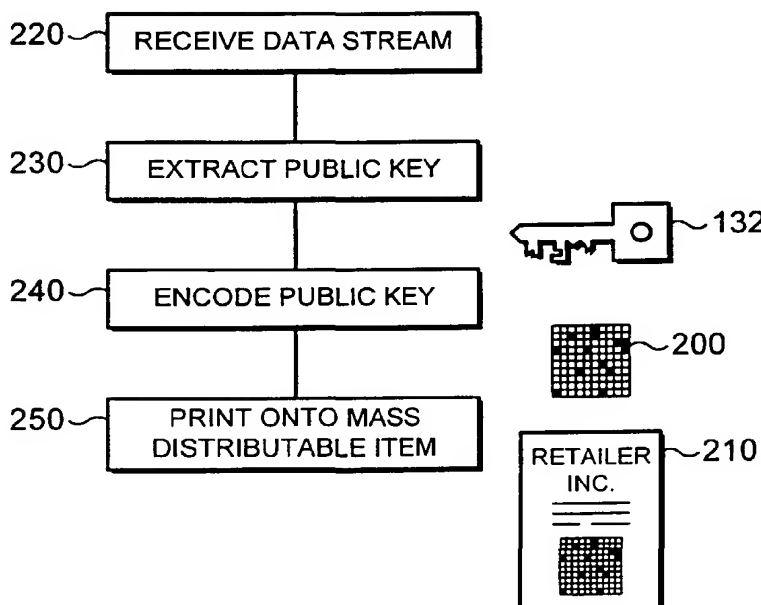 220
RECEIVE DATA STREAM
230
EXTRACT PUBLIC KEY
132
240
ENCODE PUBLIC KEY
200
250
PRINT ONTO MASS
DISTRIBUTABLE ITEM
210
RETAILER
INC.